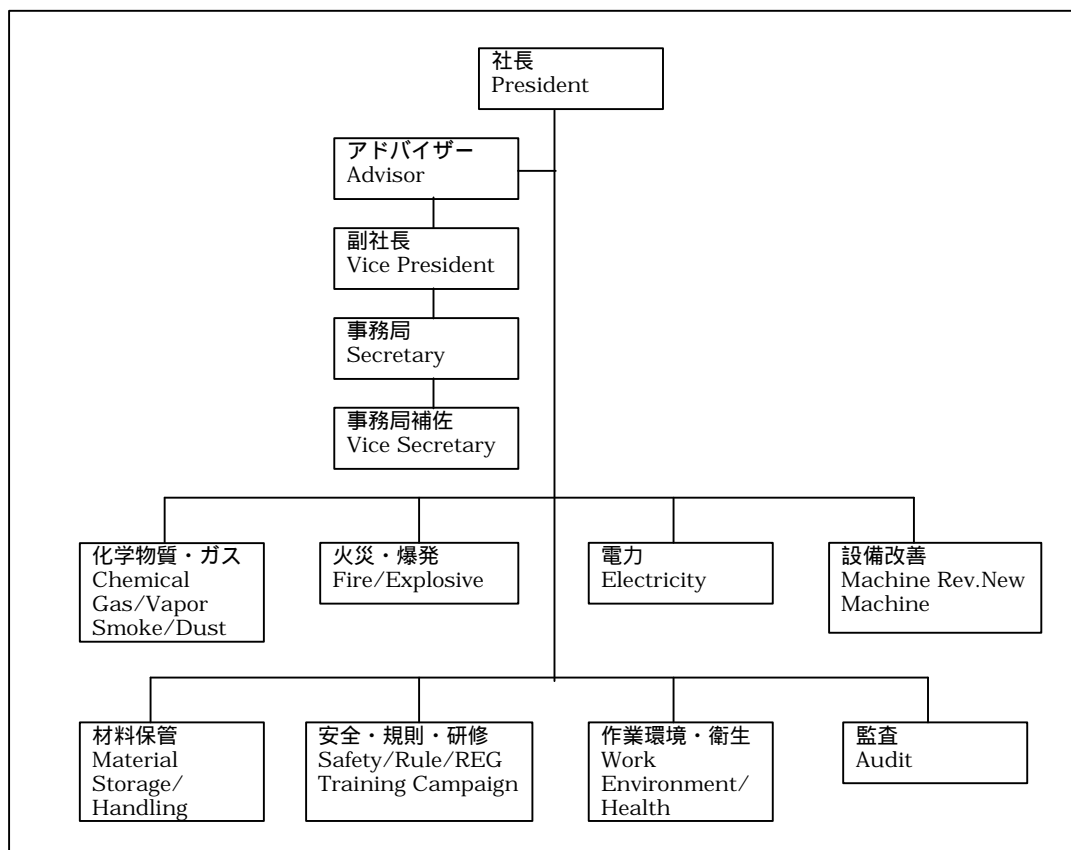 社長
President
アドバイザー
Advisor
副社長
Vice President
事務局
Secretary
事務局補佐
Vice Secretary
化学物質・ガス
Chemical
Gas/Vapor
Smoke/Dust
火災・爆発
Fire/Explosive
電力
Electricity
設備改善
Machine Rev.New
Machine
材料保管
Material
Storage/
Handling
安全・規則・研修
Safety/Rule/REG
Training Campaign
作業環境・衛生
Work
Environment/
Health
監査
Audit